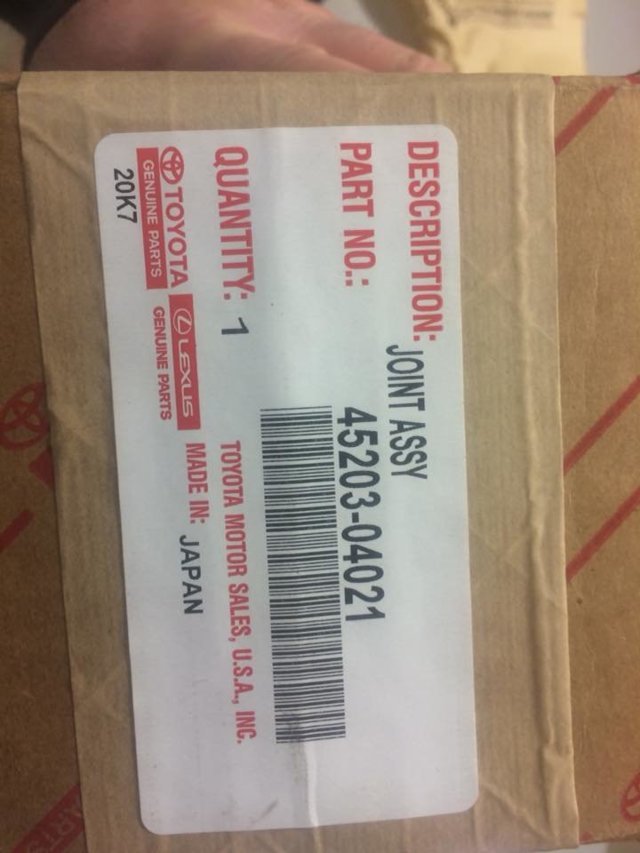 DESCRIPTION: JOINT ASSY
PART NO.: 45203-04021
QUANTITY: 1
TOYOTA MOTOR SALES, U.S.A., INC.
TOYOTA LEXUS MADE IN: JAPAN
GENUINE PARTS GENUINE PARTS
20K7
ARTS